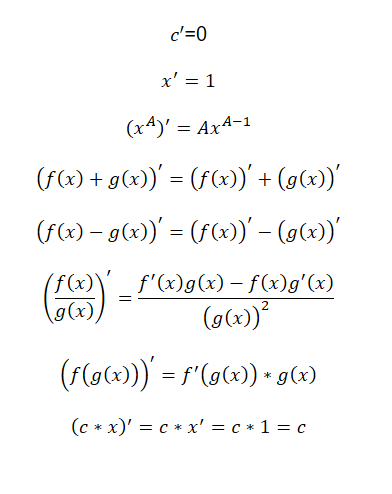 c′=0
x′ = 1
(x^A)′ = Ax^(A−1)
(f(x) + g(x))′ = (f(x))′ + (g(x))′
(f(x) − g(x))′ = (f(x))′ − (g(x))′
(f(x)/g(x))′ = (f′(x)g(x) − f(x)g′(x))/(g(x))²
(f(g(x)))′ = f′(g(x)) ∗ g(x)
(c ∗ x)′ = c ∗ x′ = c ∗ 1 = c